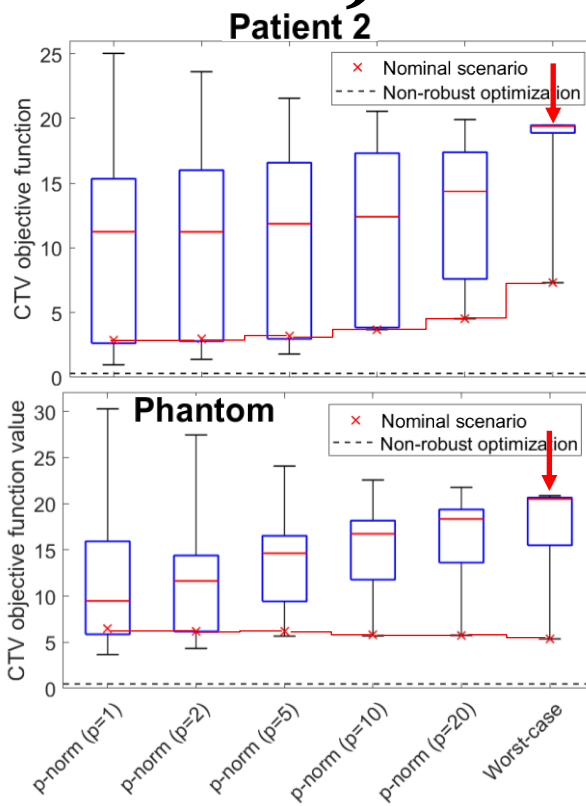 Patient 2
CTV objective function
25
20
15
10
5
0
Nominal scenario
Non-robust optimization
Phantom
CTV objective function value
30
25
20
15
10
5
0
Nominal scenario
Non-robust optimization
p-norm (p=1)
p-norm (p=2)
p-norm (p=5)
p-norm (p=10)
p-norm (p=20)
Worst-case